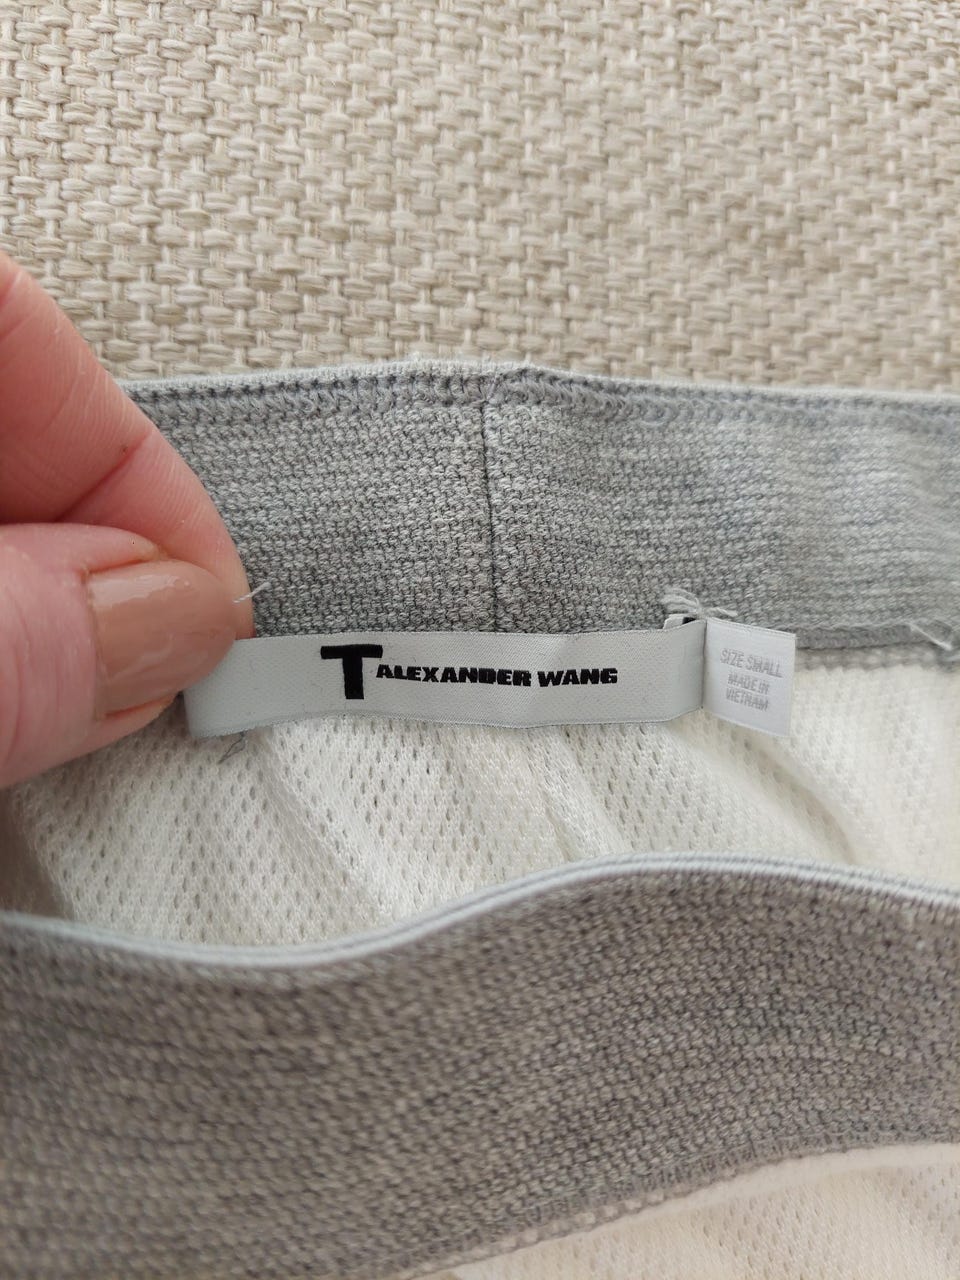 T ALEXANDER WANG
SIZE SMALL
MADE IN
VIETNAM